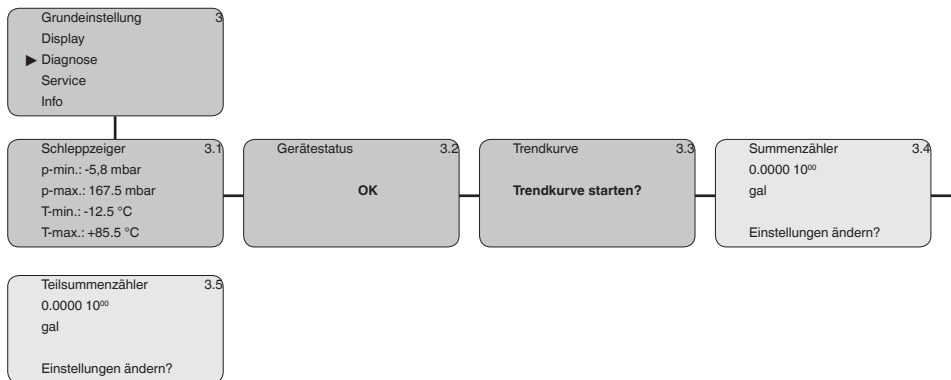 Grundeinstellung 3
Display
▶ Diagnose
Service
Info
Schleppzeiger 3.1
p-min.: -5,8 mbar
p-max.: 167.5 mbar
T-min.: -12.5 °C
T-max.: +85.5 °C
Gerätestatus 3.2
OK
Trendkurve 3.3
Trendkurve starten?
Summenzähler 3.4
0.0000 10⁰⁰
gal
Einstellungen ändern?
Teilsummenzähler 3.5
0.0000 10⁰⁰
gal
Einstellungen ändern?